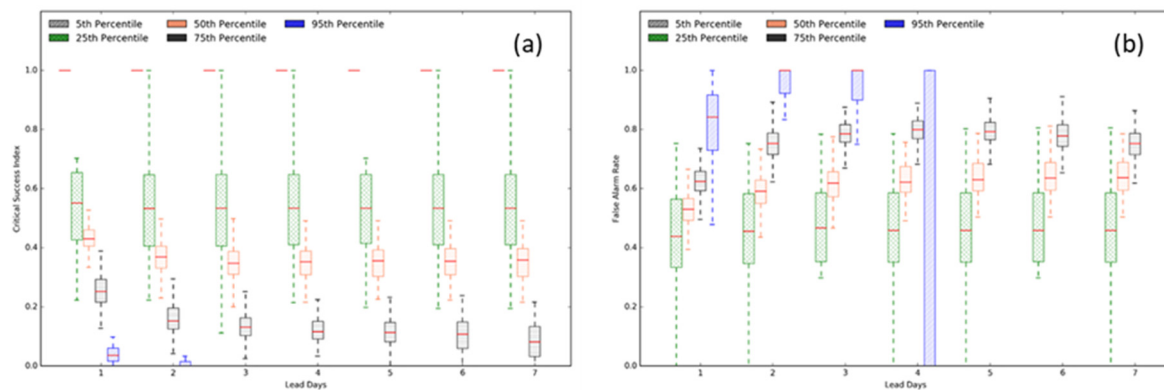 5th Percentile 50th Percentile 95th Percentile
25th Percentile 75th Percentile
(a)
Critical Success Index
1.0
0.8
0.6
0.4
0.2
0.0
1 2 3 4 5 6 7
Lead Days
5th Percentile 50th Percentile 95th Percentile
25th Percentile 75th Percentile
(b)
False Alarm Rate
1.0
0.8
0.6
0.4
0.2
0.0
1 2 3 4 5 6 7
Lead Days